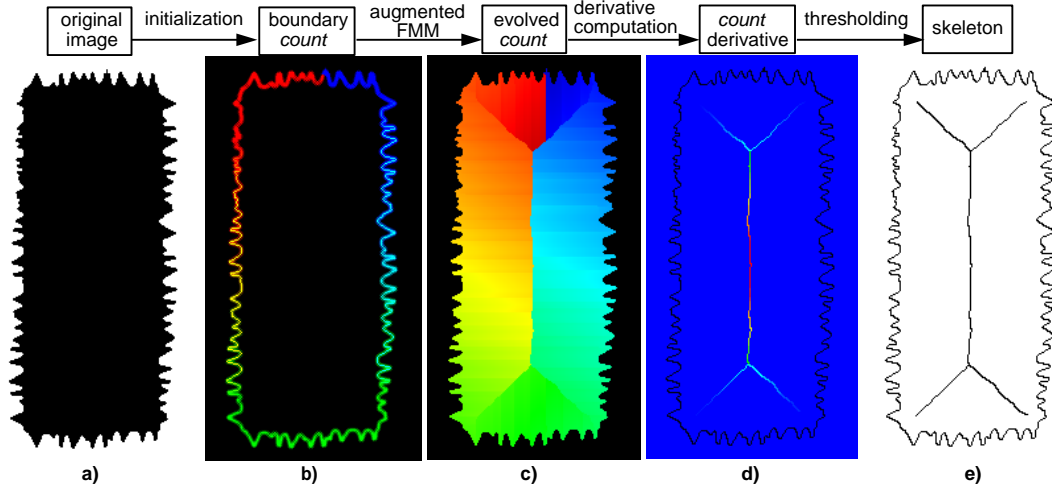 original
image
initialization
boundary
count
augmented
FMM
evolved
count
derivative
computation
count
derivative
thresholding
skeleton
a)
b)
c)
d)
e)